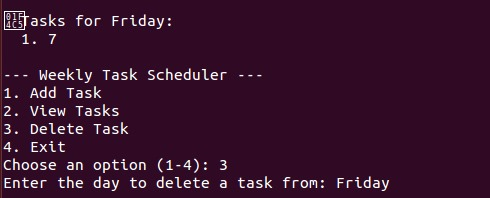 📅 Tasks for Friday:
1. 7
--- Weekly Task Scheduler ---
1. Add Task
2. View Tasks
3. Delete Task
4. Exit
Choose an option (1-4): 3
Enter the day to delete a task from: Friday